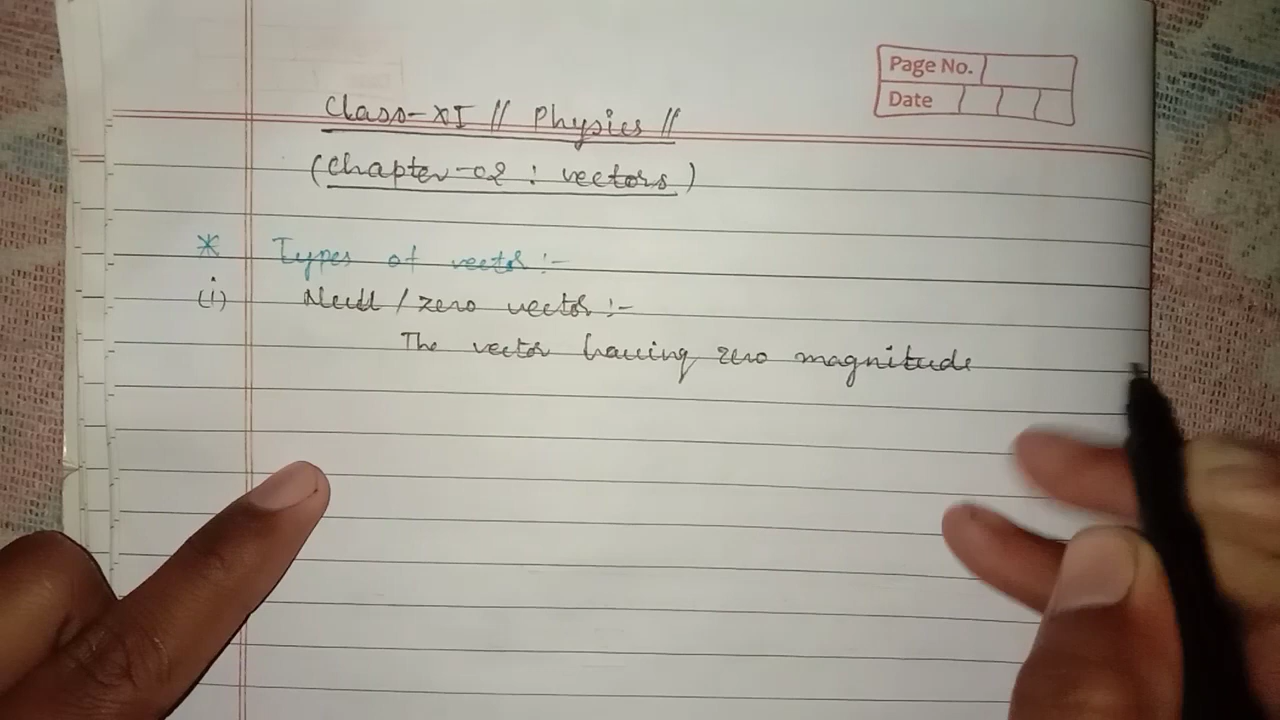 Page No.
Date
Class-XI // Physics //
(Chapter-02 : vectors)
* Types of vector :-
(i) Null / zero vector :-
The vector having zero magnitude